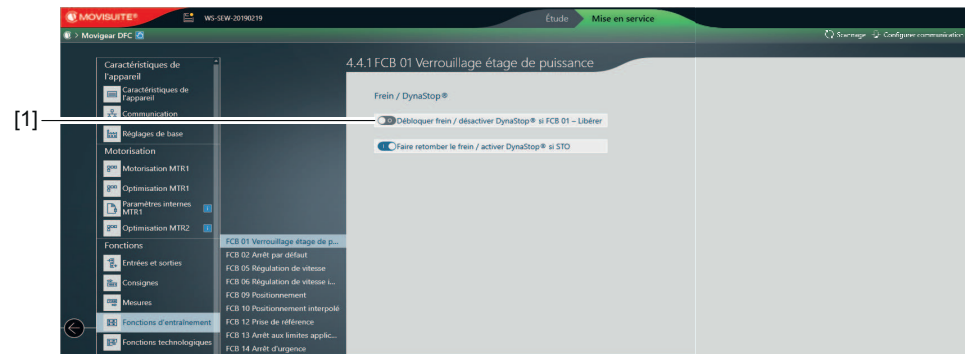 MOVISUITE®
WS-SEW-20190219
Étude
Mise en service
> Movigear DFC
Scannage
Configurer communication
Caractéristiques de
l'appareil
Caractéristiques de
l'appareil
Communication
Réglages de base
Motorisation
Motorisation MTR1
Optimisation MTR1
Paramètres internes
MTR1
Optimisation MTR2
Fonctions
Entrées et sorties
Consignes
Mesures
Fonctions d'entraînement
Fonctions technologiques
FCB 01 Verrouillage étage de p...
FCB 02 Arrêt par défaut
FCB 05 Régulation de vitesse
FCB 06 Régulation de vitesse i...
FCB 09 Positionnement
FCB 10 Positionnement interpolé
FCB 12 Prise de référence
FCB 13 Arrêt aux limites applic...
FCB 14 Arrêt d'urgence
4.4.1 FCB 01 Verrouillage étage de puissance
Frein / DynaStop®
[1]
Débloquer frein / désactiver DynaStop® si FCB 01 – Libérer
Faire retomber le frein / activer DynaStop® si STO